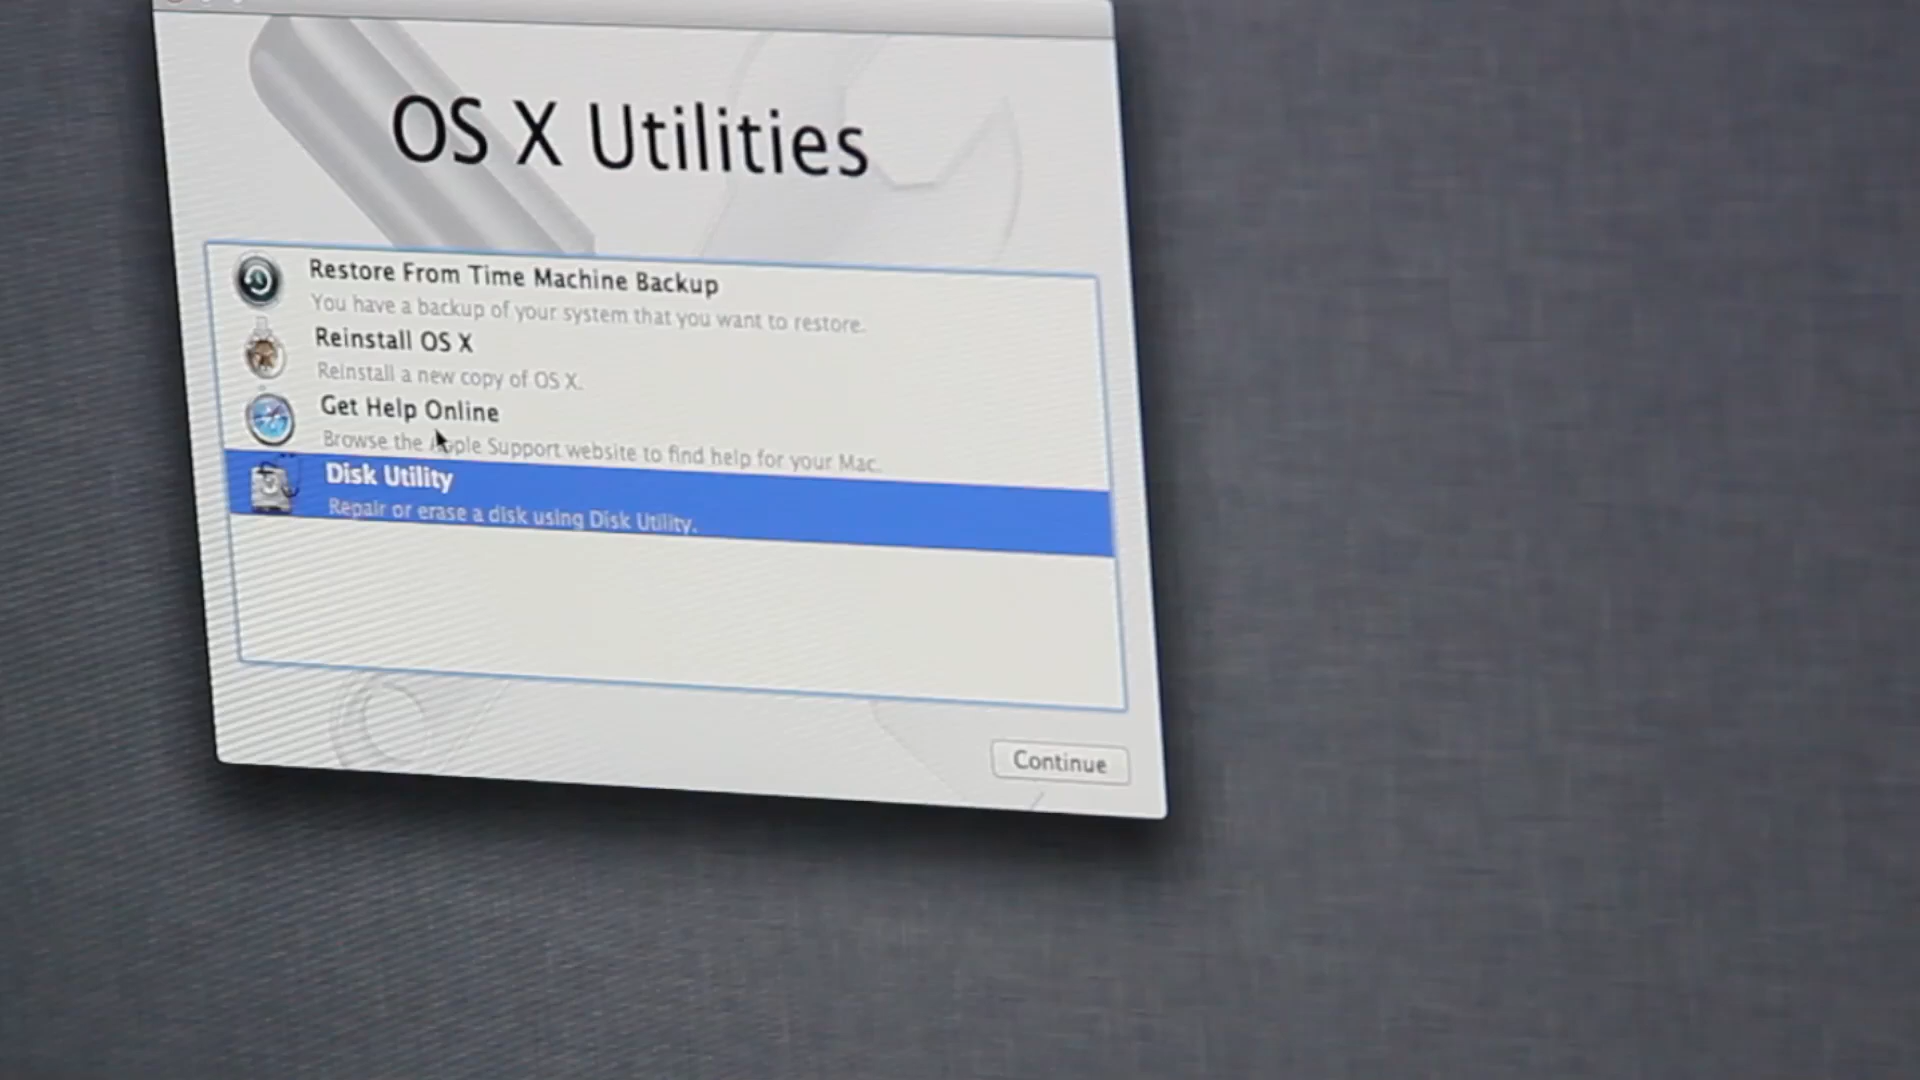 OS X Utilities
Restore From Time Machine Backup
You have a backup of your system that you want to restore.
Reinstall OS X
Reinstall a new copy of OS X.
Get Help Online
Browse the Apple Support website to find help for your Mac.
Disk Utility
Repair or erase a disk using Disk Utility.
Continue